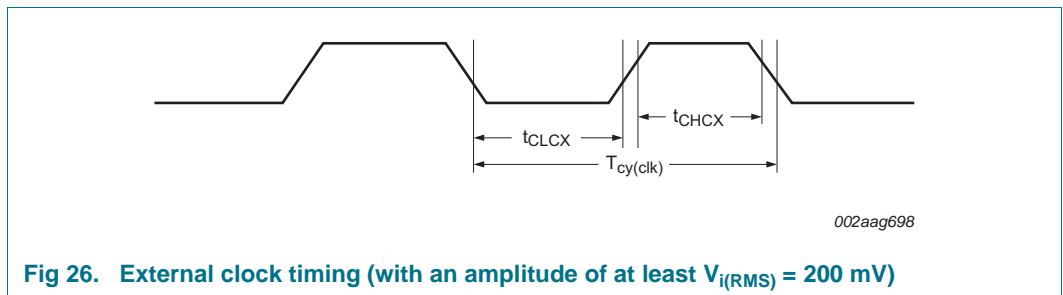 tCHCX
tCLCX
Tcy(clk)
002aag698
Fig 26. External clock timing (with an amplitude of at least Vi(RMS) = 200 mV)